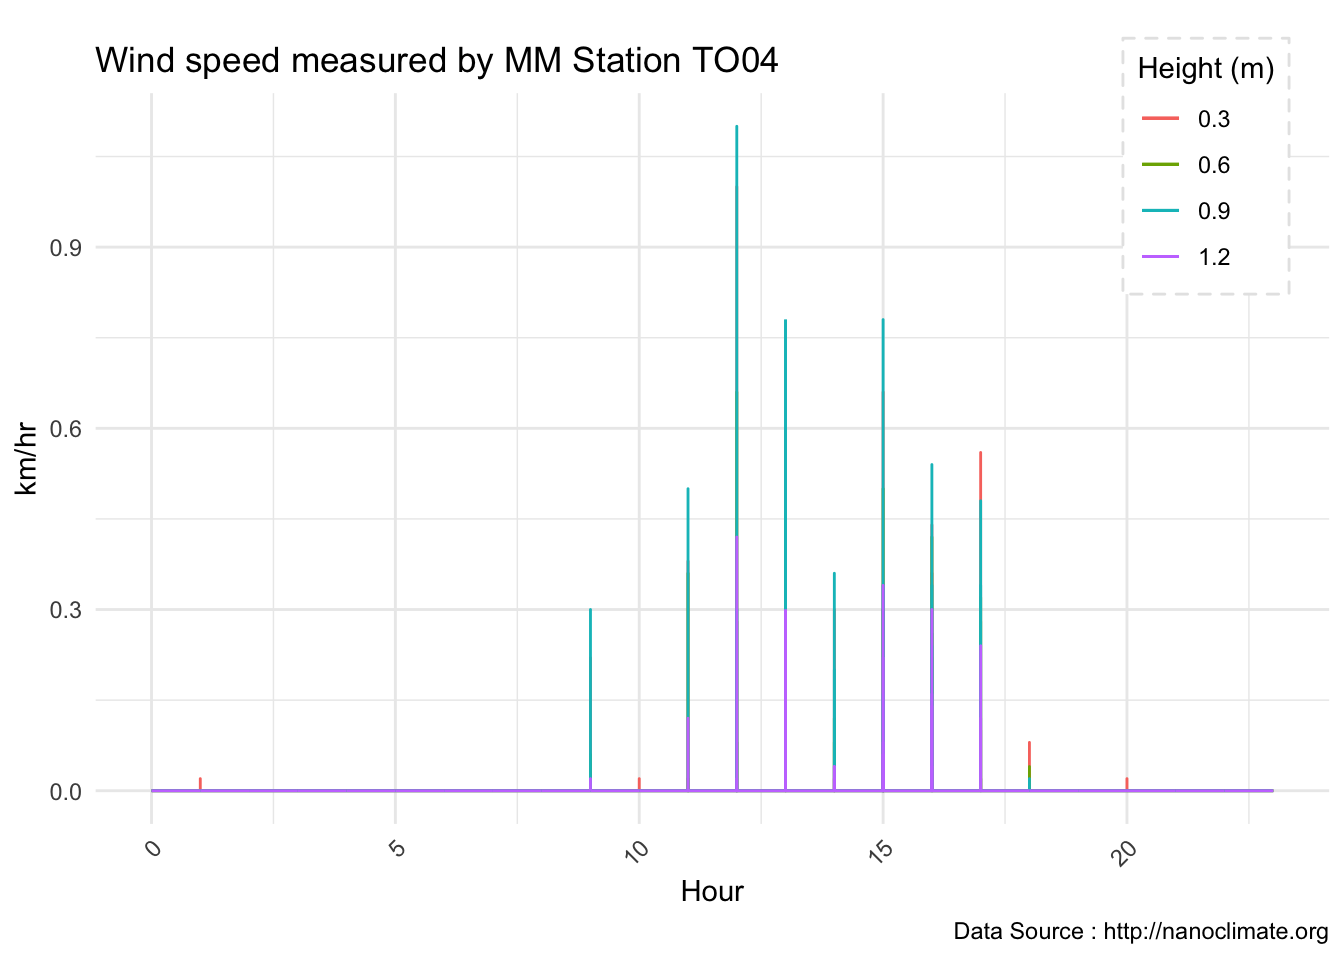 Wind speed measured by MM Station TO04
Height (m)
0.3
0.6
0.9
1.2
km/hr
0.9
0.6
0.3
0.0
0
5
10
15
20
Hour
Data Source : http://nanoclimate.org